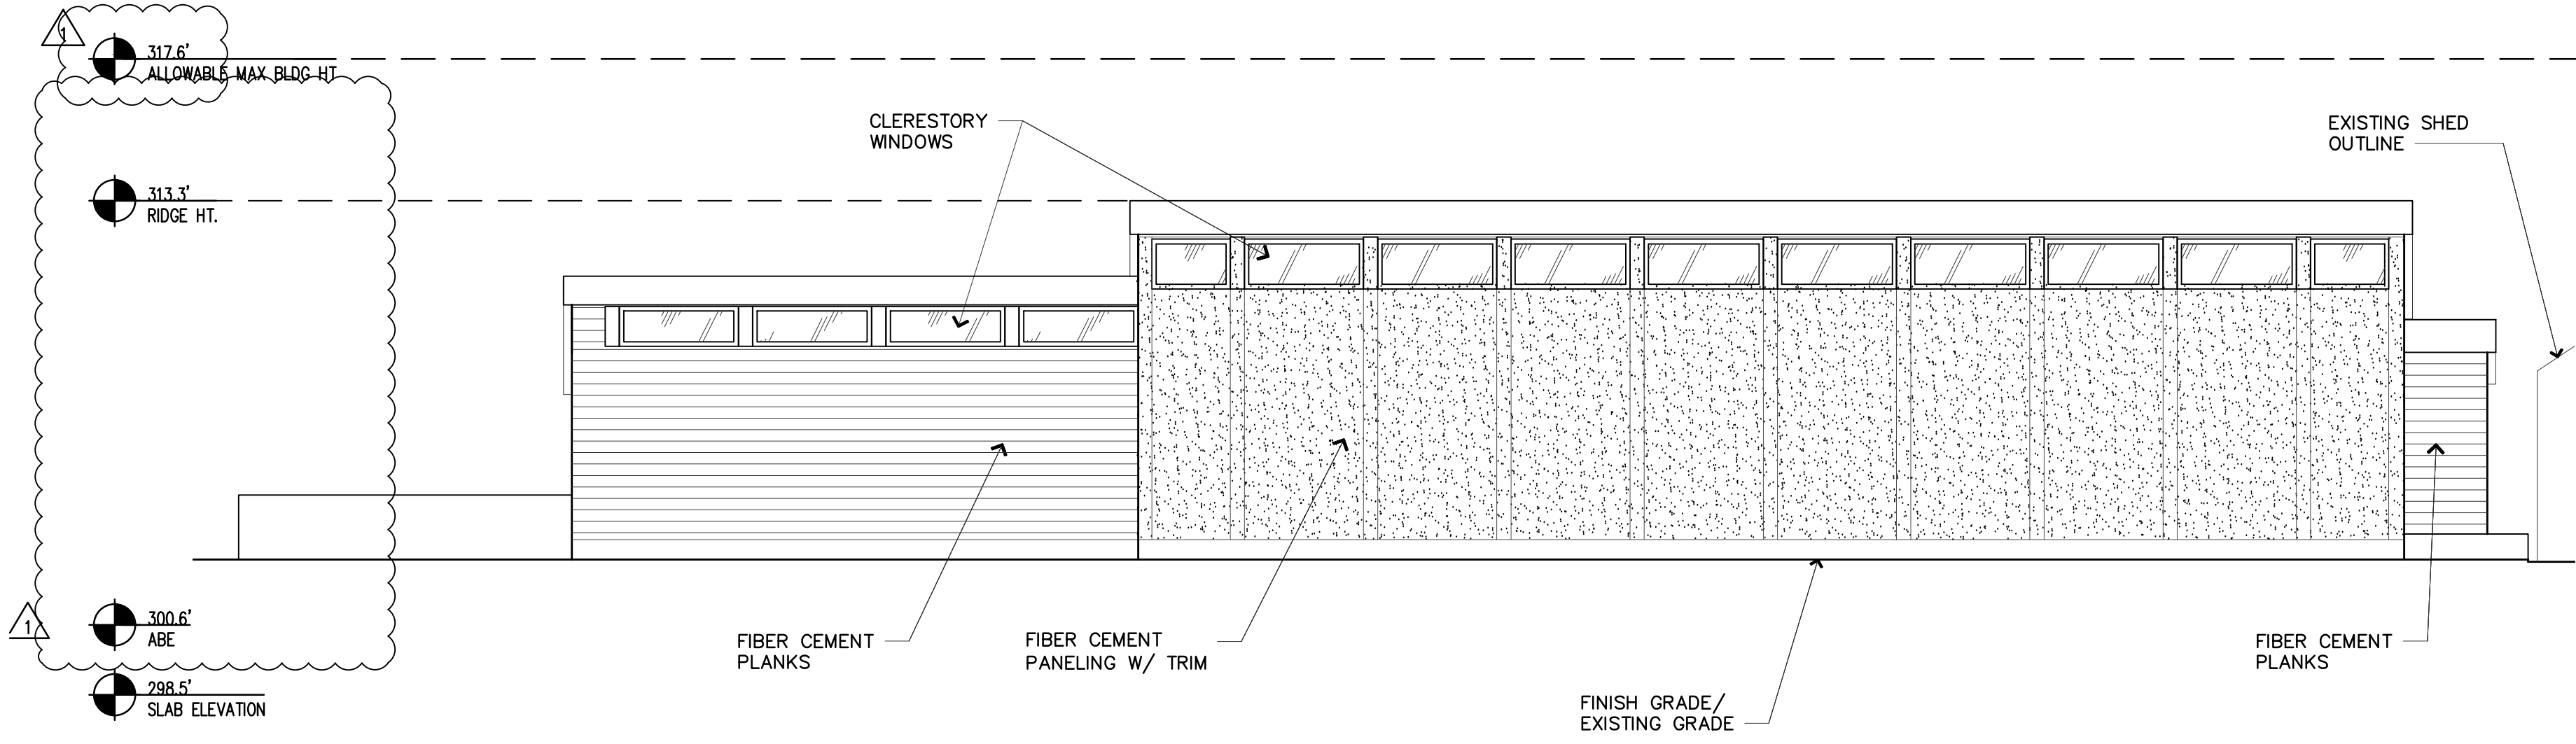 1
317.6'
ALLOWABLE MAX BLDG HT
CLERESTORY
WINDOWS
EXISTING SHED
OUTLINE
313.3'
RIDGE HT.
1
300.6'
ABE
FIBER CEMENT
PLANKS
FIBER CEMENT
PANELING W/ TRIM
FIBER CEMENT
PLANKS
298.5'
SLAB ELEVATION
FINISH GRADE/
EXISTING GRADE